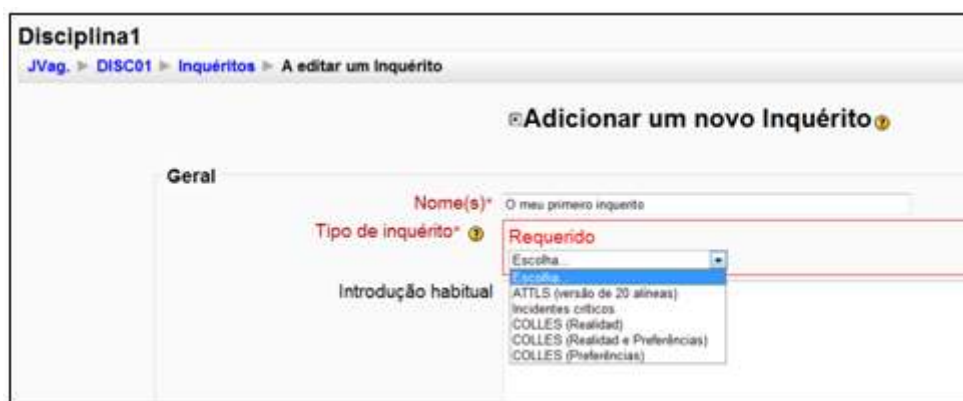 Disciplina1
JVag. ► DISC01 ► Inquéritos ► A editar um Inquérito
Adicionar um novo Inquérito
Geral
Nome(s)* O meu primeiro inquerito
Tipo de inquérito* Requerido
Escolha...
Escolha...
ATTLS (versão de 20 alíneas)
Incidentes críticos
COLLES (Realidad)
COLLES (Realidad e Preferências)
COLLES (Preferências)
Introdução habitual